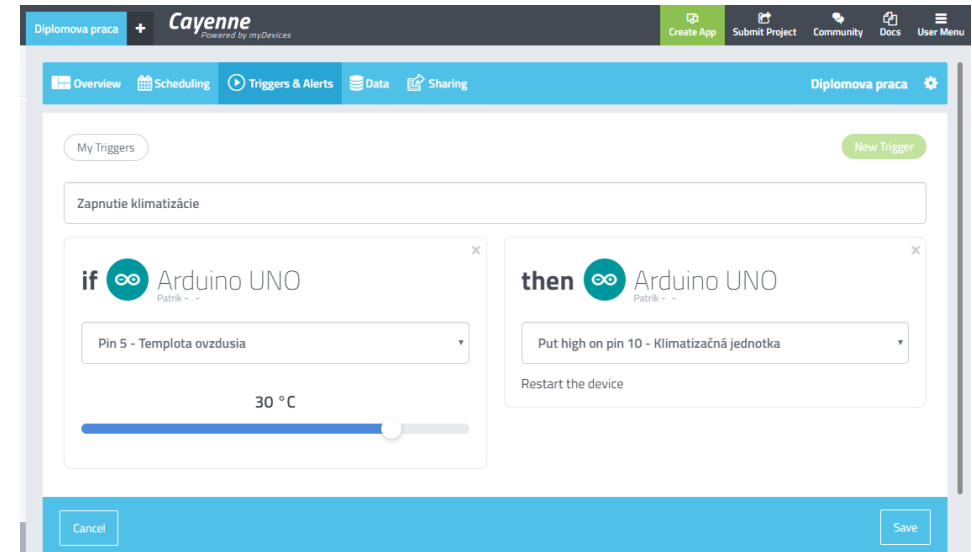 Diplomova praca + Cayenne Powered by myDevices Create App Submit Project Community Docs User Menu
Overview Scheduling Triggers & Alerts Data Sharing Diplomova praca
My Triggers New Trigger
Zapnutie klimatizácie
if Arduino UNO
Patrik - -
Pin 5 - Templota ovzdusia
30 °C
then Arduino UNO
Patrik - -
Put high on pin 10 - Klimatizačná jednotka
Restart the device
Cancel Save